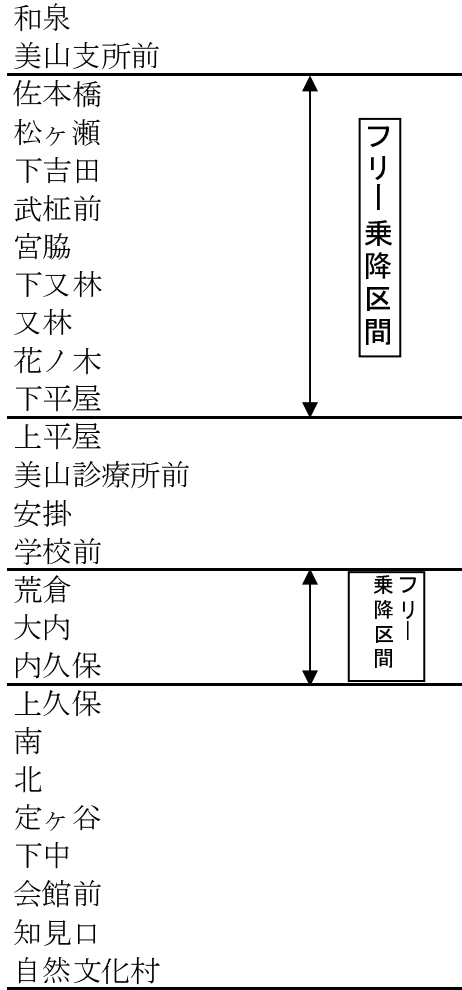 和泉
美山支所前
佐本橋
松ヶ瀬
下吉田
武柾前
宮脇
下又林
又林
花ノ木
下平屋
フリー乗降区間
上平屋
美山診療所前
安掛
学校前
荒倉
大内
内久保
フリー
乗降区間
上久保
南
北
定ヶ谷
下中
会館前
知見口
自然文化村